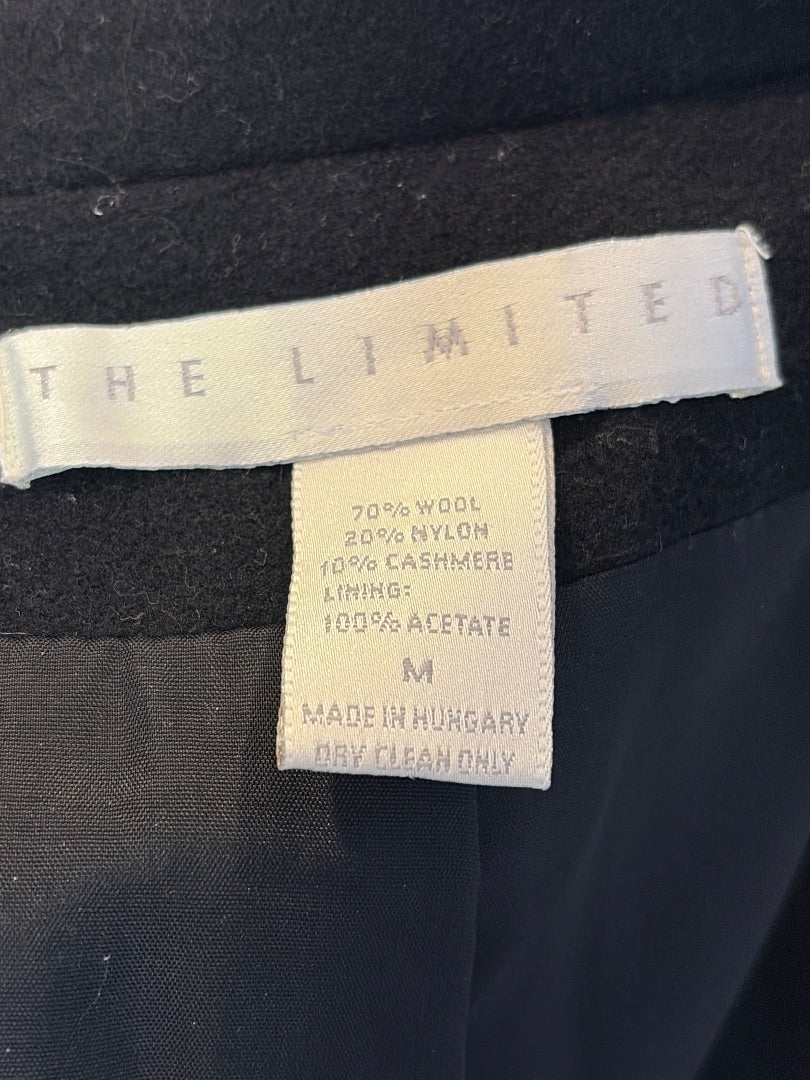 THE LIMITED
70% WOOL
20% NYLON
10% CASHMERE
LINING:
100% ACETATE
M
MADE IN HUNGARY
DRY CLEAN ONLY